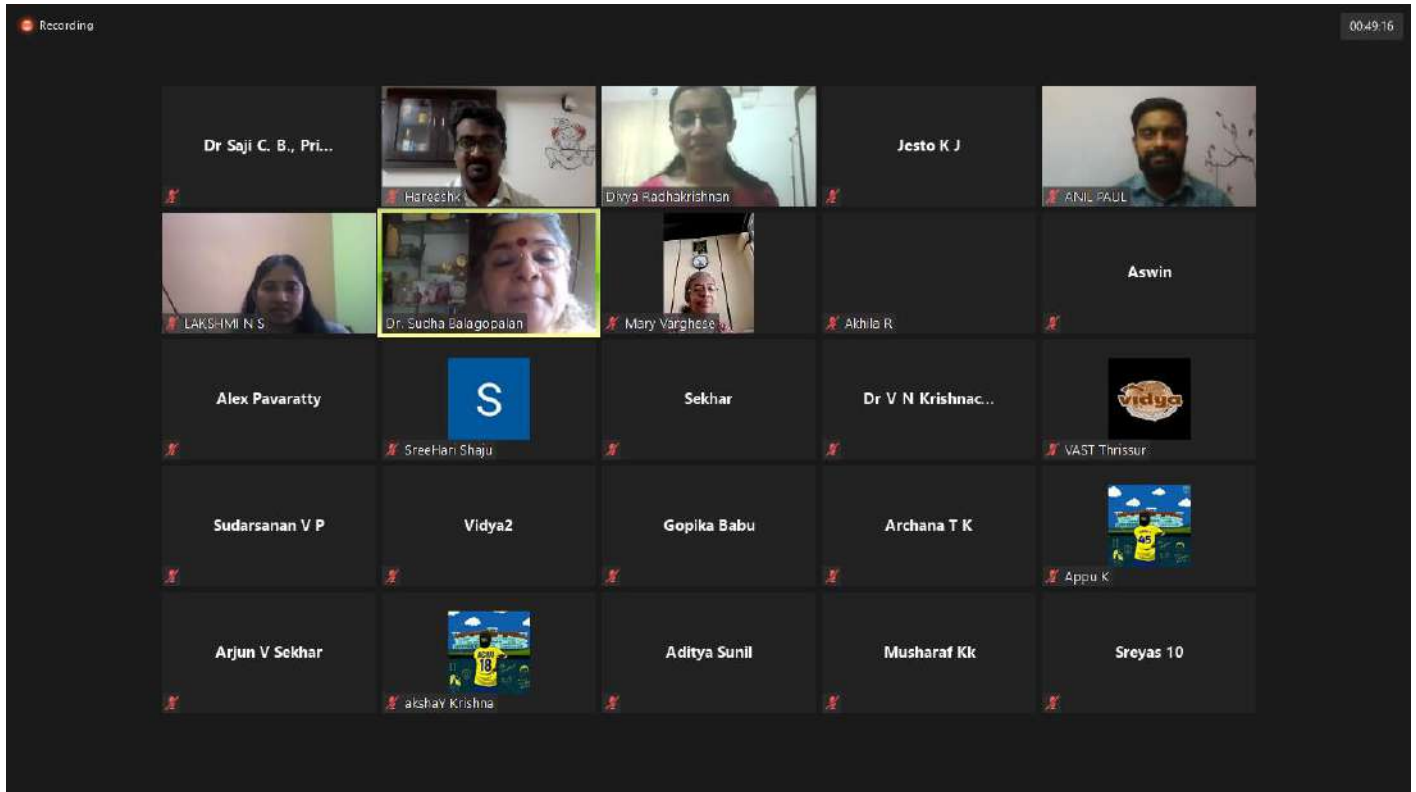 Recording
00:49:16
Dr Saji C. B., Pri...
Hareeshk
Divya Radhakrishnan
Jesto K J
ANIL PAUL
LAKSHMI N S
Dr. Sudha Balagopalan
Mary Varghese
Akhila R
Aswin
Alex Pavaratty
S
SreeHari Shaju
Sekhar
Dr V N Krishnac...
vidya
VAST Thrissur
Sudarsanan V P
Vidya2
Gopika Babu
Archana T K
45
Appu K
Arjun V Sekhar
18
akshaY Krishna
Aditya Sunil
Musharaf Kk
Sreyas 10